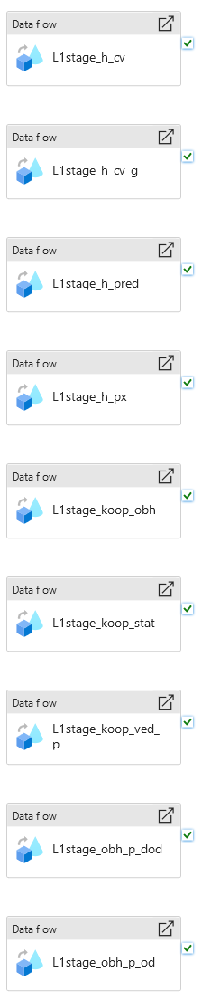 Data flow
L1stage_h_cv
Data flow
L1stage_h_cv_g
Data flow
L1stage_h_pred
Data flow
L1stage_h_px
Data flow
L1stage_koop_obh
Data flow
L1stage_koop_stat
Data flow
L1stage_koop_ved_
p
Data flow
L1stage_obh_p_dod
Data flow
L1stage_obh_p_od